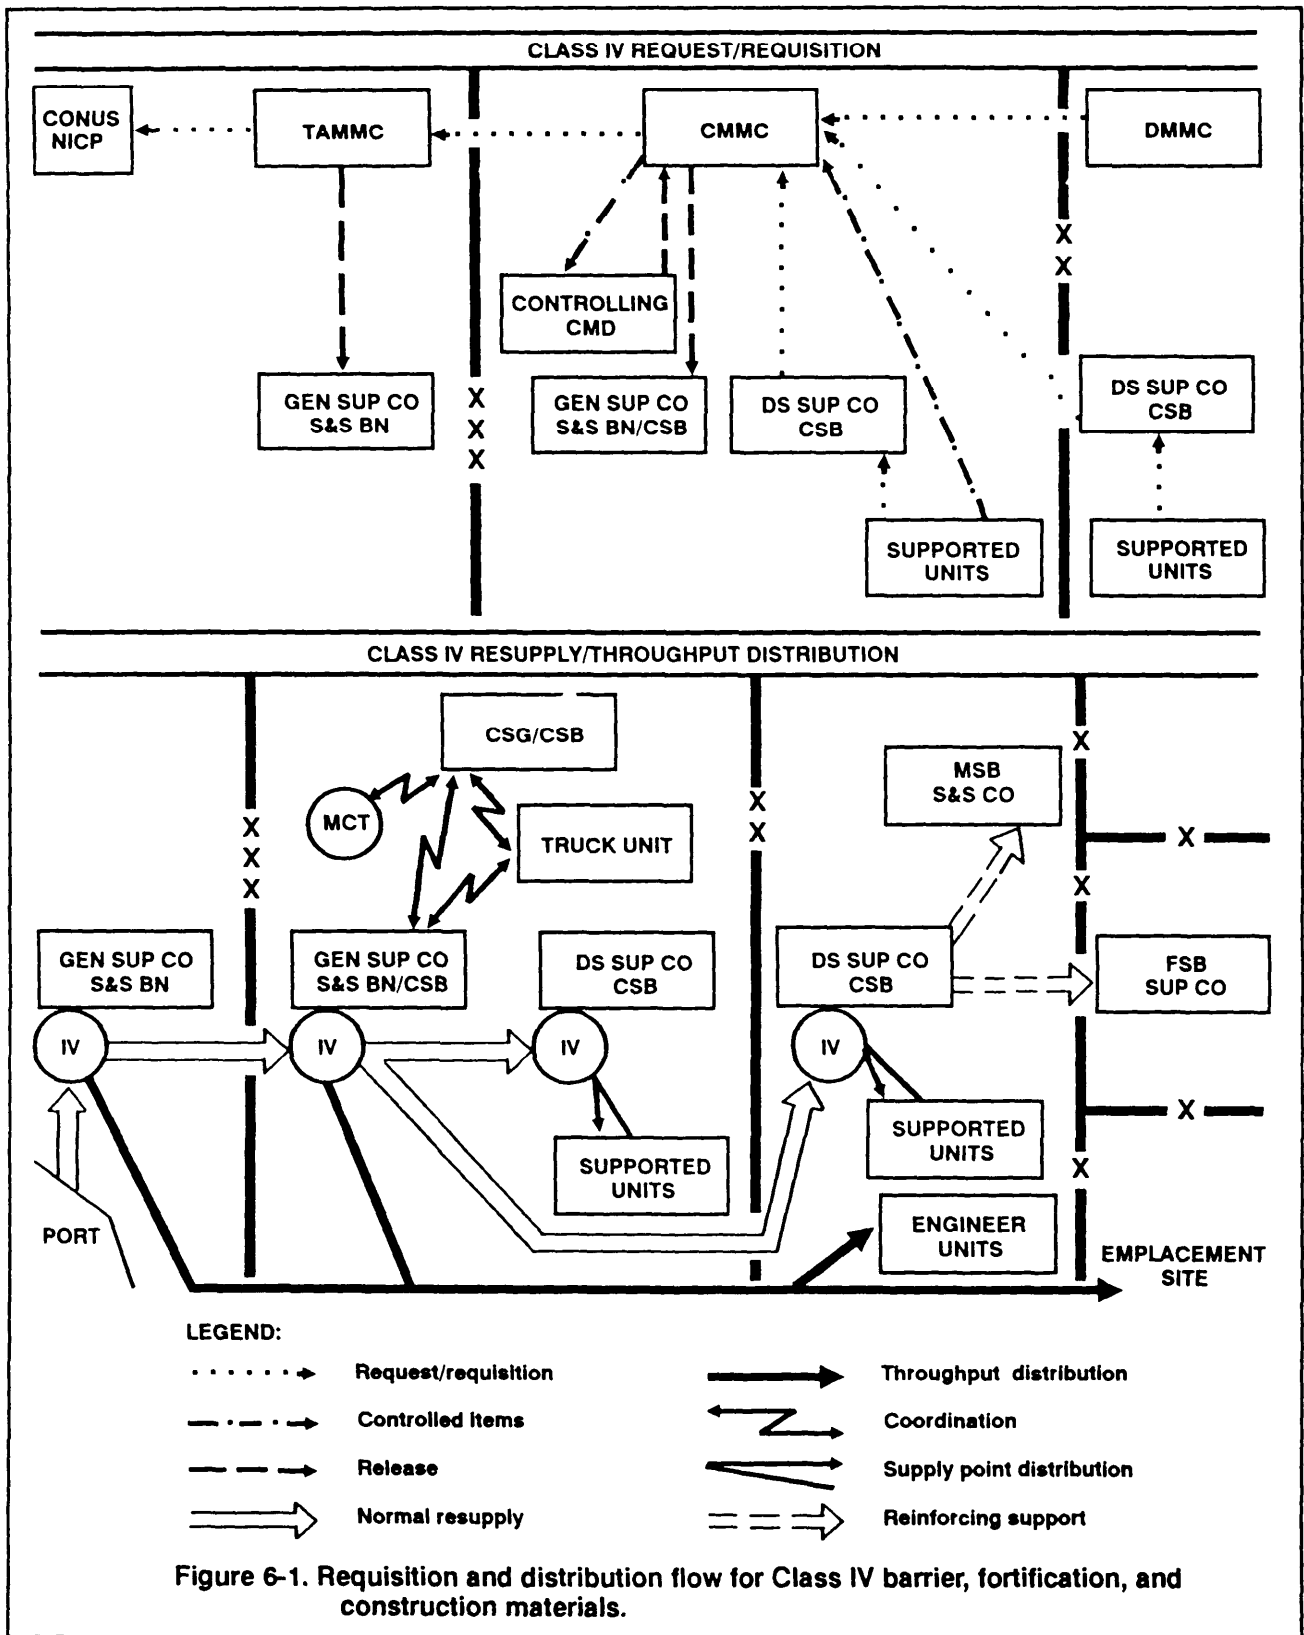 CLASS IV REQUEST/REQUISITION
CONUS
NICP
TAMMC
CMMC
DMMC
X
X
CONTROLLING
CMD
GEN SUP CO
S&S BN
X
X
X
GEN SUP CO
S&S BN/CSB
DS SUP CO
CSB
DS SUP CO
CSB
SUPPORTED
UNITS
SUPPORTED
UNITS
CLASS IV RESUPPLY/THROUGHPUT DISTRIBUTION
CSG/CSB
X
MSB
S&S CO
MCT
TRUCK UNIT
X
X
X
X
X
X
X
GEN SUP CO
S&S BN
GEN SUP CO
S&S BN/CSB
DS SUP CO
CSB
DS SUP CO
CSB
FSB
SUP CO
IV
IV
IV
IV
SUPPORTED
UNITS
SUPPORTED
UNITS
X
X
PORT
ENGINEER
UNITS
EMPLACEMENT
SITE
LEGEND:
Request/requisition
Controlled items
Release
Normal resupply
Throughput distribution
Coordination
Supply point distribution
Reinforcing support
Figure 6-1. Requisition and distribution flow for Class IV barrier, fortification, and
construction materials.